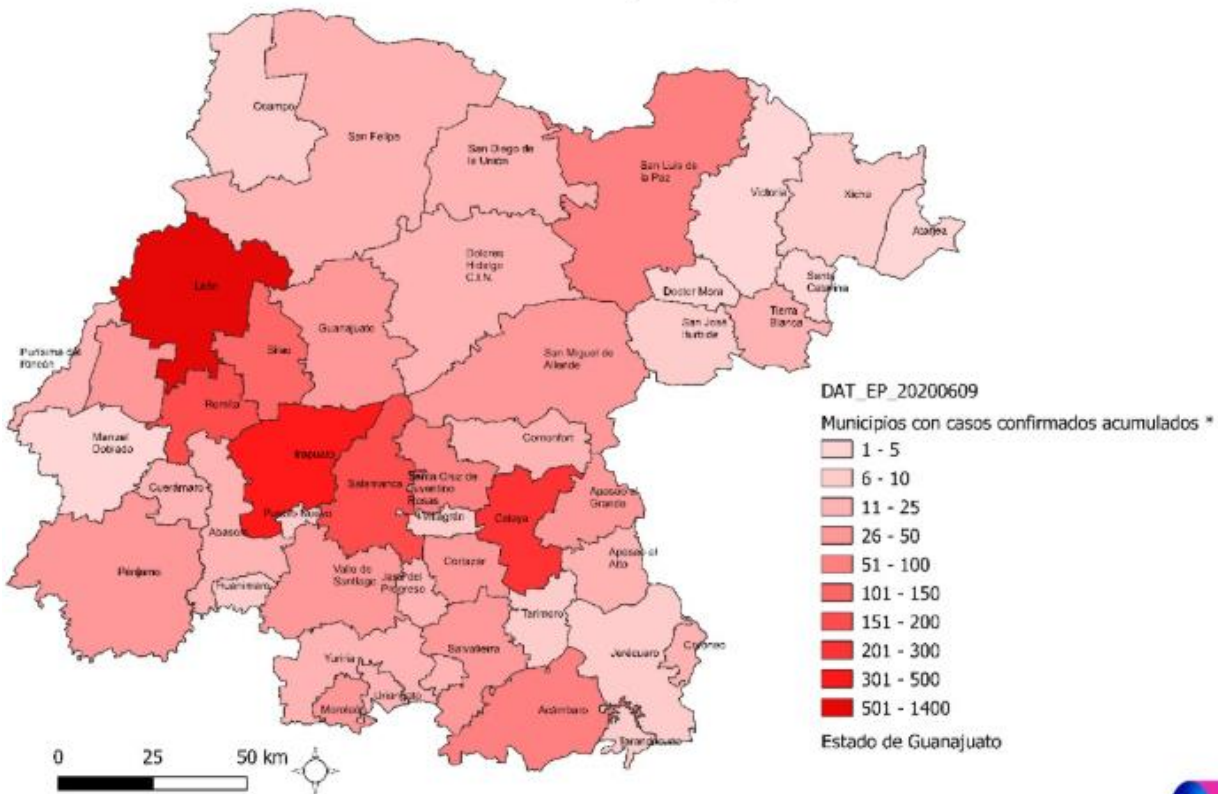 Ocampo
San Felipe
San Diego de
la Unión
San Luis de
la Paz
Victoria
Xichú
Atarjea
León
Dolores
Hidalgo
C.I.N.
Doctor Mora
Santa
Catarina
Guanajuato
San José
Iturbide
Tierra
Blanca
Purísima del
Rincón
Silao
San Miguel de
Allende
Romita
Manuel
Doblado
Irapuato
Comonfort
Cuerámaro
Salamanca
Santa Cruz de
Juventino
Rosas
Apaseo el
Grande
Pueblo Nuevo
Villagrán
Celaya
Abasolo
Apaseo el
Alto
Pénjamo
Valle de
Santiago
Cortazar
Jaral del
Progreso
Huanímaro
Tarimoro
Yuriria
Salvatierra
Jerécuaro
Coroneo
Uriangato
Moroleón
Acámbaro
Tarandacuao
DAT_EP_20200609
Municipios con casos confirmados acumulados *
1 - 5
6 - 10
11 - 25
26 - 50
51 - 100
101 - 150
151 - 200
201 - 300
301 - 500
501 - 1400
Estado de Guanajuato
0 25 50 km